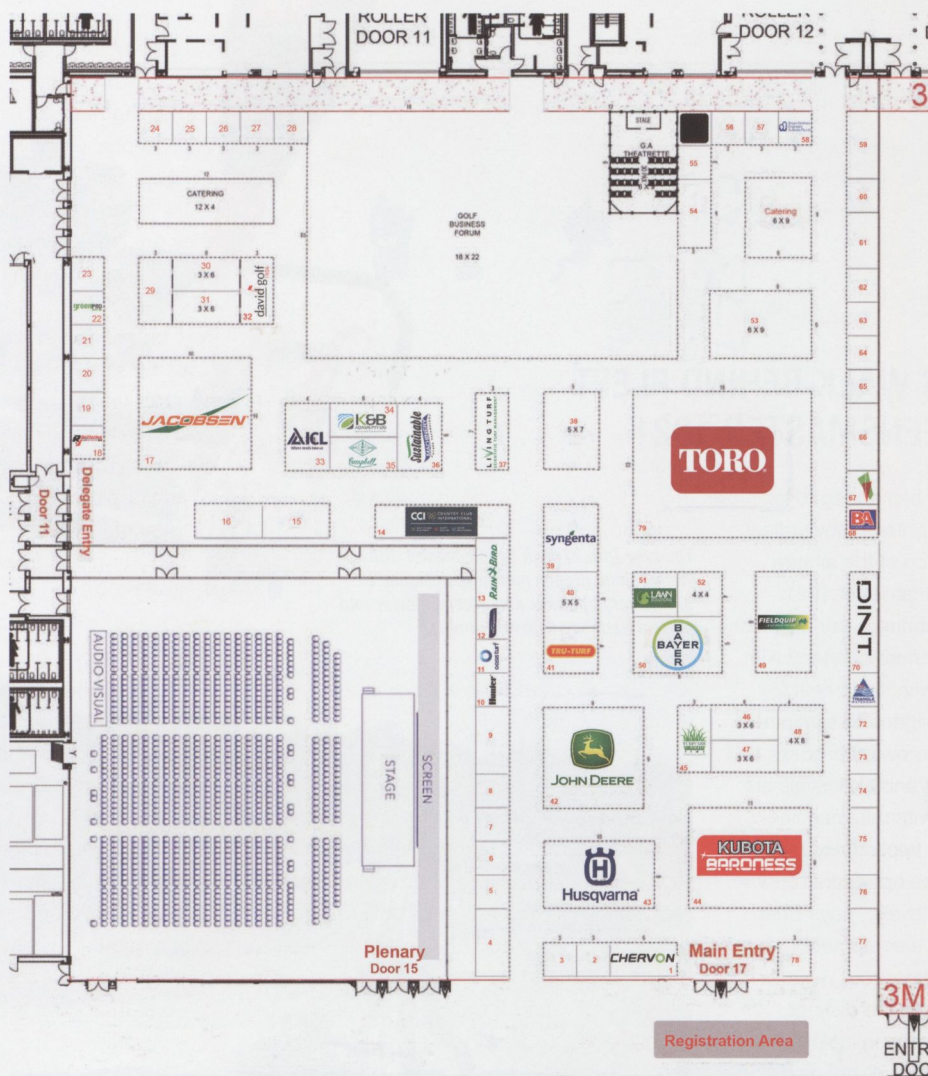 ROLLER
DOOR 11
ROLLER
DOOR 12
3
24
25
26
27
28
STAGE
G.A
THEATRETTE
56
57
58
55
54
59
60
61
62
63
64
65
66
67
BA
68
CATERING
12 X 4
GOLF
BUSINESS
FORUM
18 X 22
Catering
6 X 9
53
6 X 9
23
22
21
20
19
18
29
30
3 X 6
31
3 X 6
david golf
32
JACOBSEN
17
AICL
33
K&B
34
Campbell
35
Sustainable
36
LIVING TURF
37
38
5 X 7
TORO
79
Delegate Entry
Door 11
16
15
14
CCI COUNTRY CLUB
INTERNATIONAL
RAIN BIRD
13
12
11
Hunter
10
9
8
7
6
5
4
syngenta
39
40
5 X 5
TRU-TURF
41
51
LAWN
52
4 X 4
BAYER
BAYER
50
FIELDQUIP
49
PINT
70
TRIANGLE
72
73
74
75
76
77
JOHN DEERE
42
45
46
3 X 6
47
3 X 6
48
4 X 6
Husqvarna
43
KUBOTA
BARONESS
44
AUDIO VISUAL
STAGE
SCREEN
Plenary
Door 15
3
2
CHERVON
1
Main Entry
Door 17
78
3M
Registration Area
ENTR
DOO